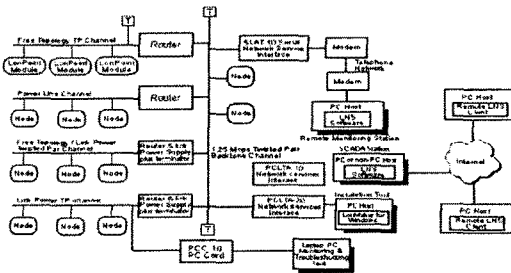 T
T
Free Topology TP Channel
LonPoint
Module
LonPoint
Module
LonPoint
Module
Router
SLTA-10 Serial
Network Service
Interface
Modem
Telephone
Network
Modem
Node
Node
Power Line Channel
Router
Node
Node
Node
PC Host
LNS
Software
Remote Monitoring Station
PC Host
Remote LNS
Client
Free Topology / Link Power
Twisted Pair Channel
Router & Link
Power Supply
plus terminator
1.25 Mbps Twisted Pair
Backbone Channel
Node
Node
Node
SCADA Station
PC or non-PC Host
LNS
Software
Internet
PCLTA-10
Network Services
Link Power TP Channel
Router & Link
Power Supply
plus terminator
PCLTA-20
Network Services
Interface
Installation Tool
PC Host
LonMaker for
Windows
PC Host
Remote LNS
Client
Node
Node
Node
T
PCC-10
PC Card
Laptop PC
Monitoring &
Troubleshooting
Tool